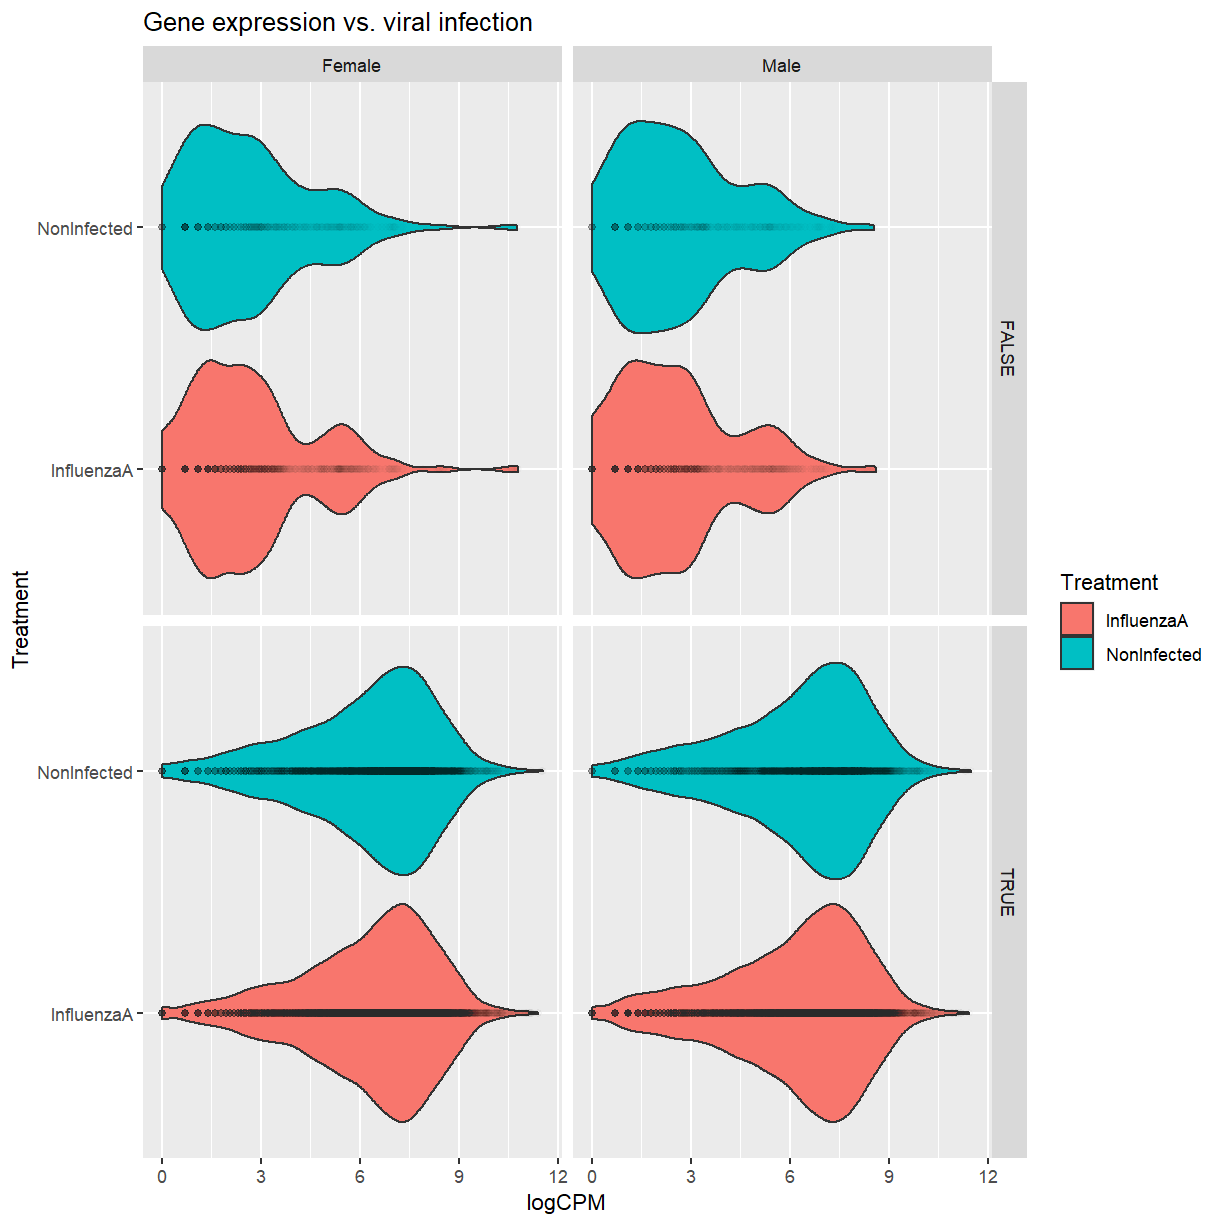 Gene expression vs. viral infection
Female
Male
NonInfected
InfluenzaA
FALSE
NonInfected
InfluenzaA
TRUE
Treatment
0 3 6 9 12
0 3 6 9 12
logCPM
Treatment
InfluenzaA
NonInfected